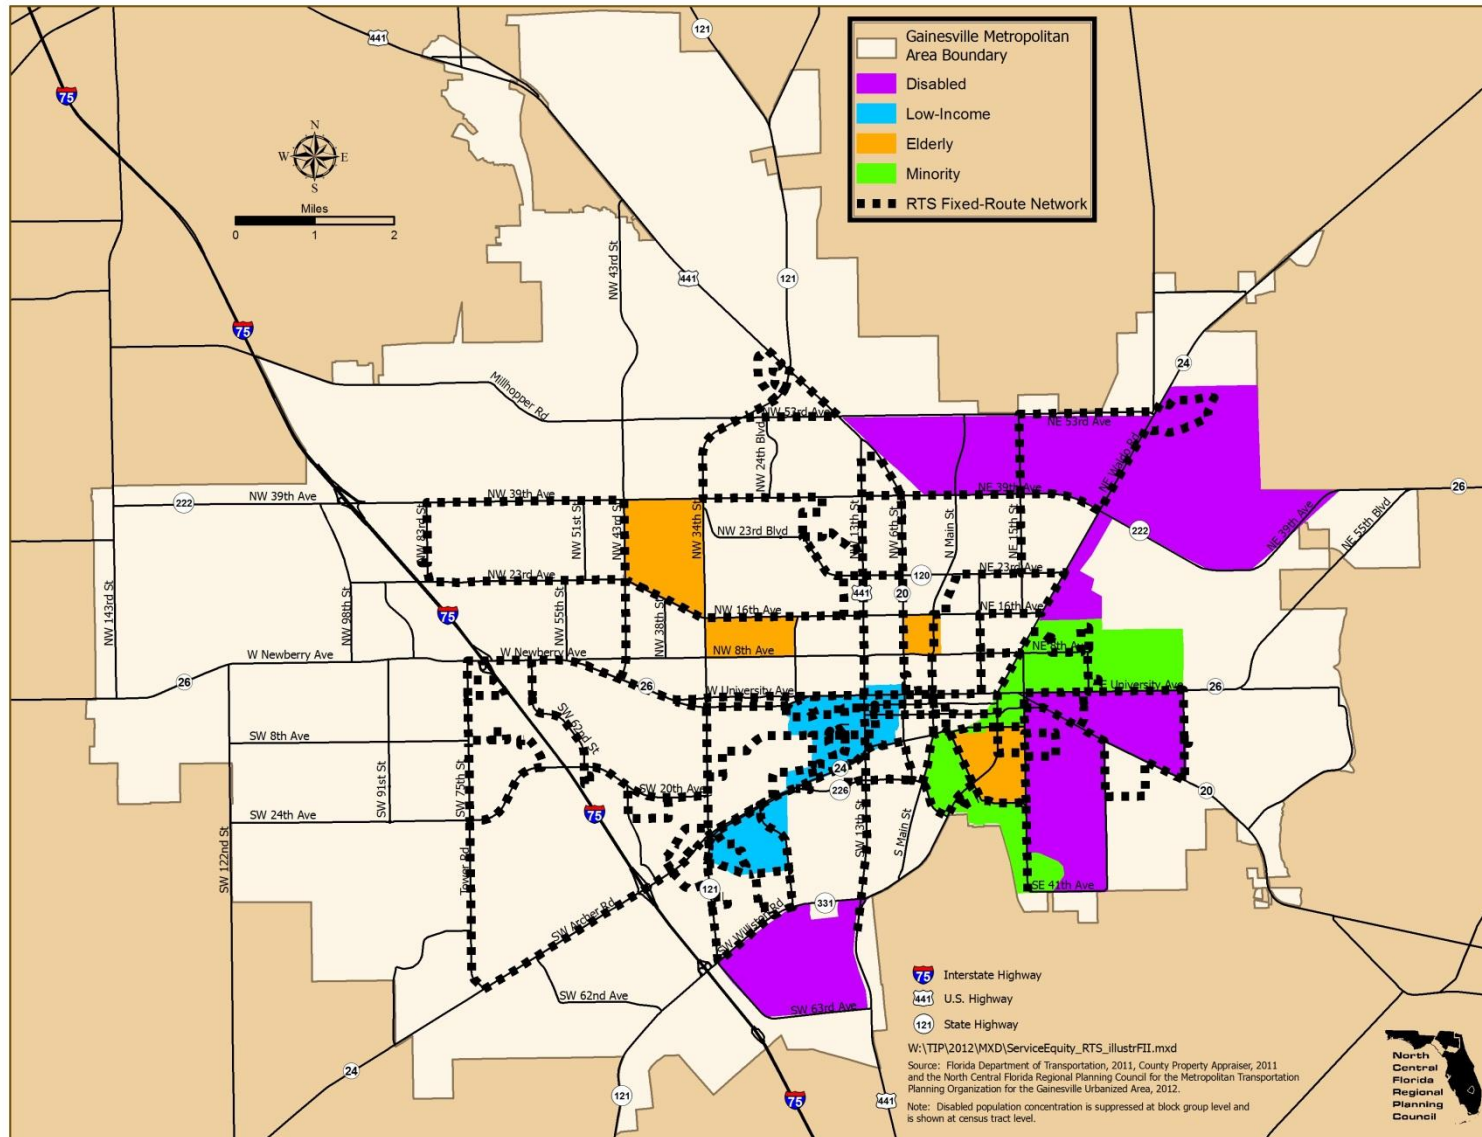 Gainesville Metropolitan
Area Boundary
Disabled
Low-Income
Elderly
Minority
RTS Fixed-Route Network
N
W
E
S
Miles
0
1
2
441
121
75
441
121
75
24
NW 43rd St
Millhopper Rd
NW 53rd Ave
NE 53rd Ave
NW 24th Blvd
NE Waldo Rd
222
NW 39th Ave
NW 39th Ave
NE 39th Ave
26
NW 83rd St
NW 51st St
NW 43rd St
NW 34th St
NW 23rd Blvd
NW 13th St
NW 6th St
N Main St
NE 15th St
222
NE 39th Ave
NE 55th Blvd
NW 23rd Ave
120
NE 23rd Ave
NW 143rd St
NW 98th St
75
NW 55th St
NW 38th St
NW 16th Ave
441
20
NE 16th Ave
W Newberry Ave
W Newberry Ave
NW 8th Ave
NE 8th Ave
26
26
W University Ave
E University Ave
26
SW 62nd St
SW 8th Ave
SW 75th St
SW 91st St
24
SW 20th Ave
226
20
SW 24th Ave
75
SW 122nd St
Tower Rd
SW 13th St
S Main St
121
SE 41th Ave
331
SW Archer Rd
SW Williston Rd
SW 62nd Ave
SW 63rd Ave
24
121
75
441
75
Interstate Highway
441
U.S. Highway
121
State Highway
W:\TIP\2012\MXD\ServiceEquity_RTS_illustrFII.mxd
Source: Florida Department of Transportation, 2011, County Property Appraiser, 2011
and the North Central Florida Regional Planning Council for the Metropolitan Transportation
Planning Organization for the Gainesville Urbanized Area, 2012.
Note: Disabled population concentration is suppressed at block group level and
is shown at census tract level.
North
Central
Florida
Regional
Planning
Council